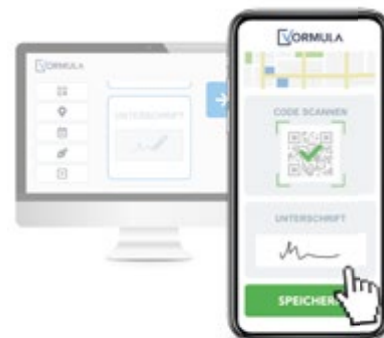 VORMULA
UNTERSCHRIFT
VORMULA
CODE SCANNEN
UNTERSCHRIFT
SPEICHERN